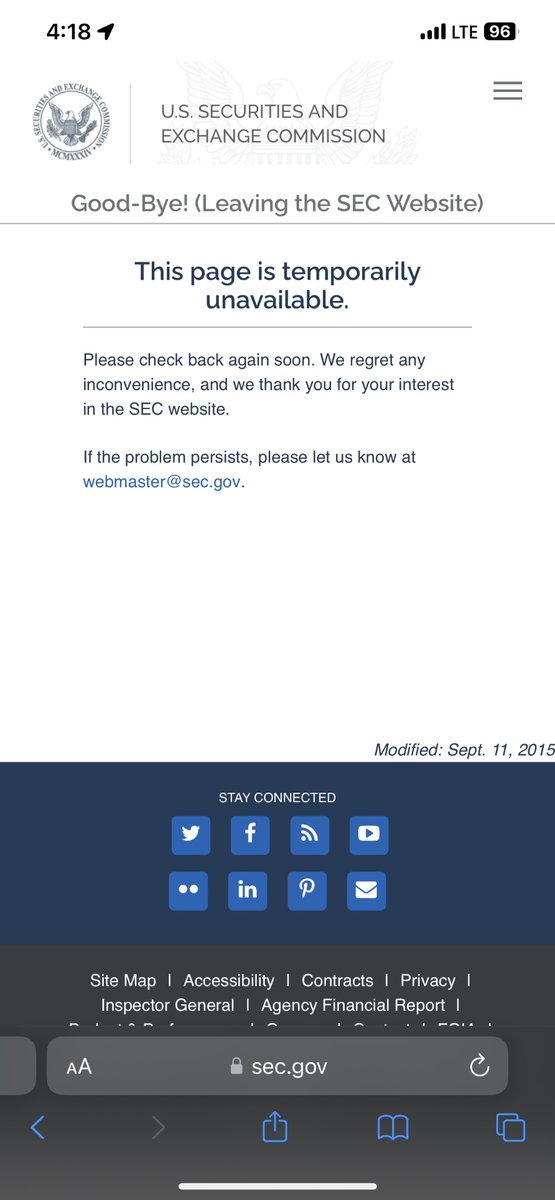 4:18
LTE 96
U.S. SECURITIES AND EXCHANGE COMMISSION
MCMXXXIV
U.S. SECURITIES AND
EXCHANGE COMMISSION
Good-Bye! (Leaving the SEC Website)
This page is temporarily
unavailable.
Please check back again soon. We regret any
inconvenience, and we thank you for your interest
in the SEC website.
If the problem persists, please let us know at
webmaster@sec.gov.
Modified: Sept. 11, 2015
STAY CONNECTED
f
in
Site Map | Accessibility | Contracts | Privacy |
Inspector General | Agency Financial Report |
AA sec.gov